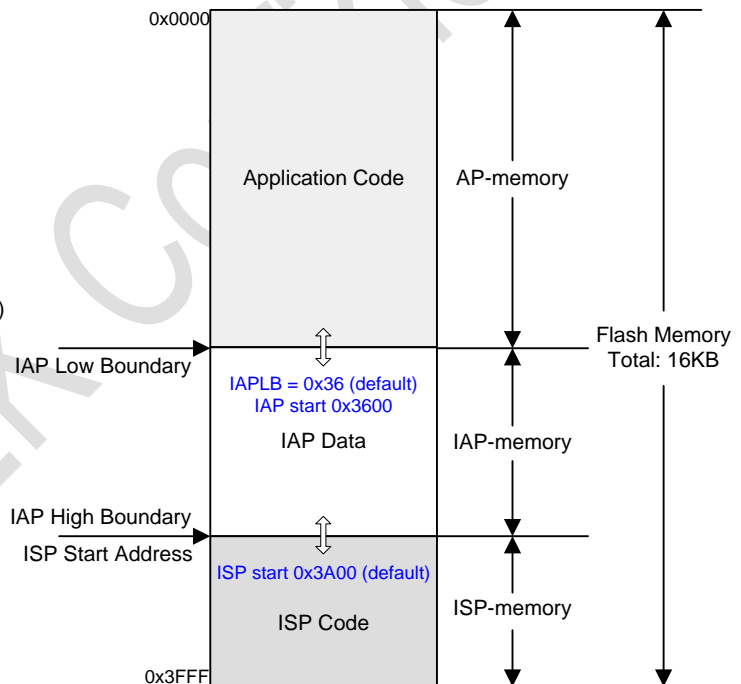 0x0000
Application Code
AP-memory
)
Flash Memory
Total: 16KB
IAP Low Boundary
IAPLB = 0x36 (default)
IAP start 0x3600
IAP Data
IAP-memory
IAP High Boundary
ISP Start Address
ISP start 0x3A00 (default)
ISP Code
ISP-memory
0x3FFF